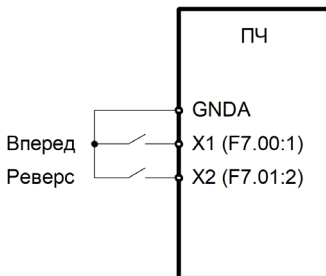 ПЧ
GNDA
Вперед X1 (F7.00:1)
Реверс X2 (F7.01:2)